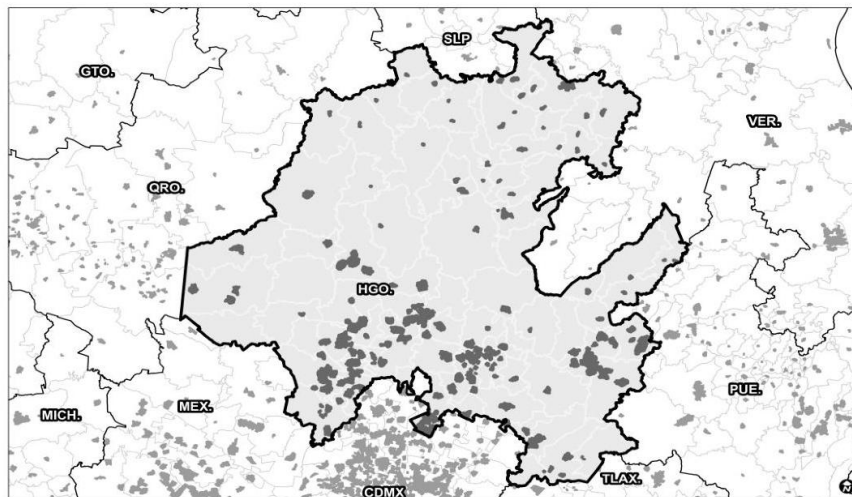 SLP
GTO.
VER.
QRO.
HGO.
MICH.
MEX.
PUE.
TLAX.
CDMX